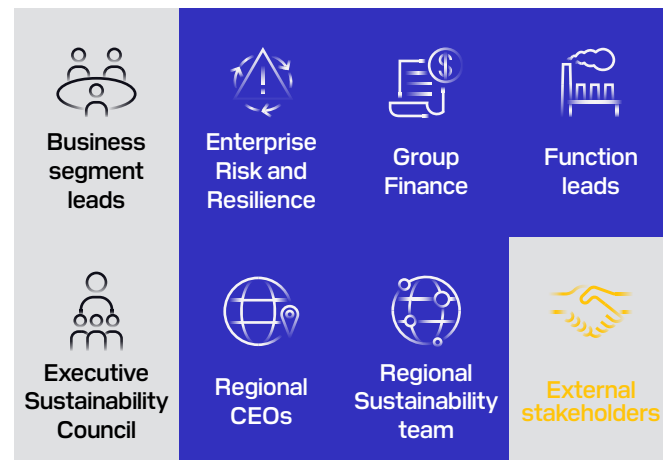 Business
segment
leads
Enterprise
Risk and
Resilience
Group
Finance
Function
leads
Executive
Sustainability
Council
Regional
CEOs
Regional
Sustainability
team
External
stakeholders